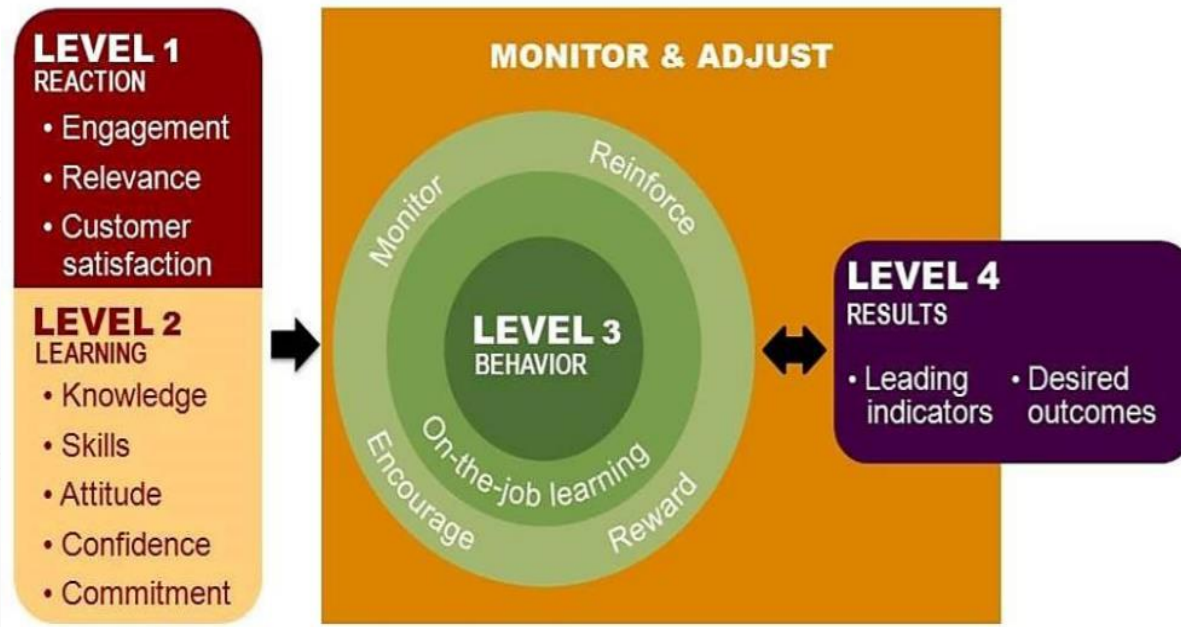 LEVEL 1
REACTION
• Engagement
• Relevance
• Customer
satisfaction
LEVEL 2
LEARNING
• Knowledge
• Skills
• Attitude
• Confidence
• Commitment
MONITOR & ADJUST
Monitor
Reinforce
Encourage
Reward
On-the-job learning
LEVEL 3
BEHAVIOR
LEVEL 4
RESULTS
• Leading
indicators
• Desired
outcomes